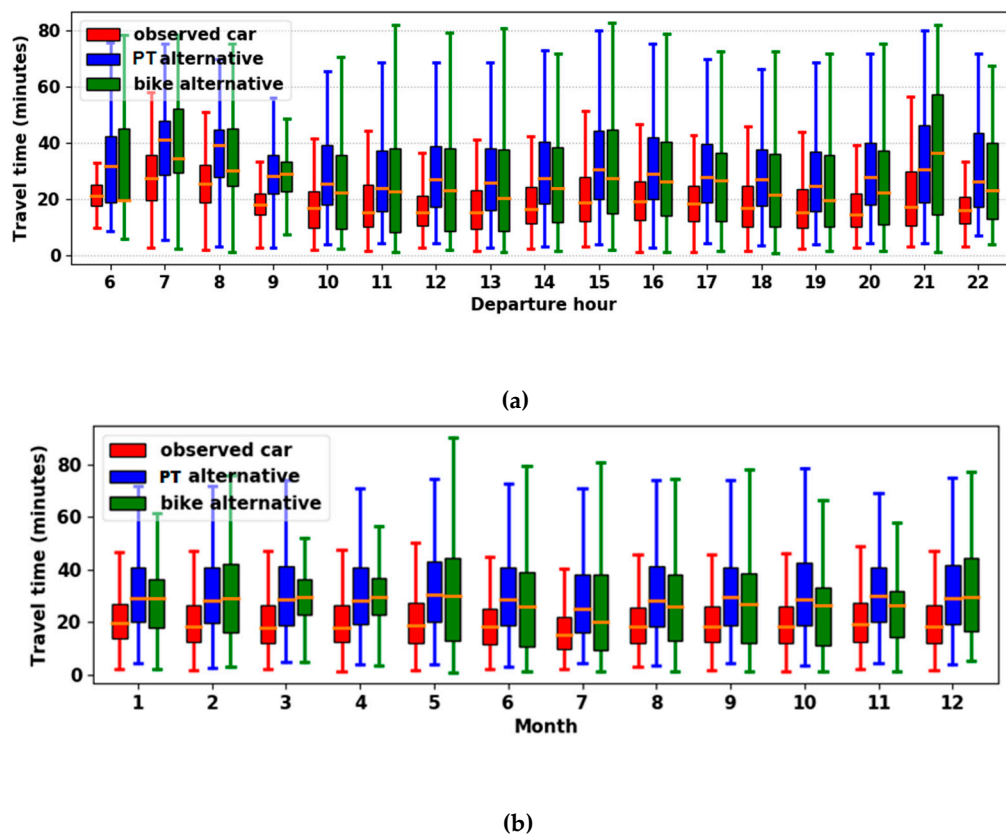 observed car
PT alternative
bike alternative
80
60
40
20
0
Travel time (minutes)
6 7 8 9 10 11 12 13 14 15 16 17 18 19 20 21 22
Departure hour
(a)
observed car
PT alternative
bike alternative
80
60
40
20
0
Travel time (minutes)
1 2 3 4 5 6 7 8 9 10 11 12
Month
(b)